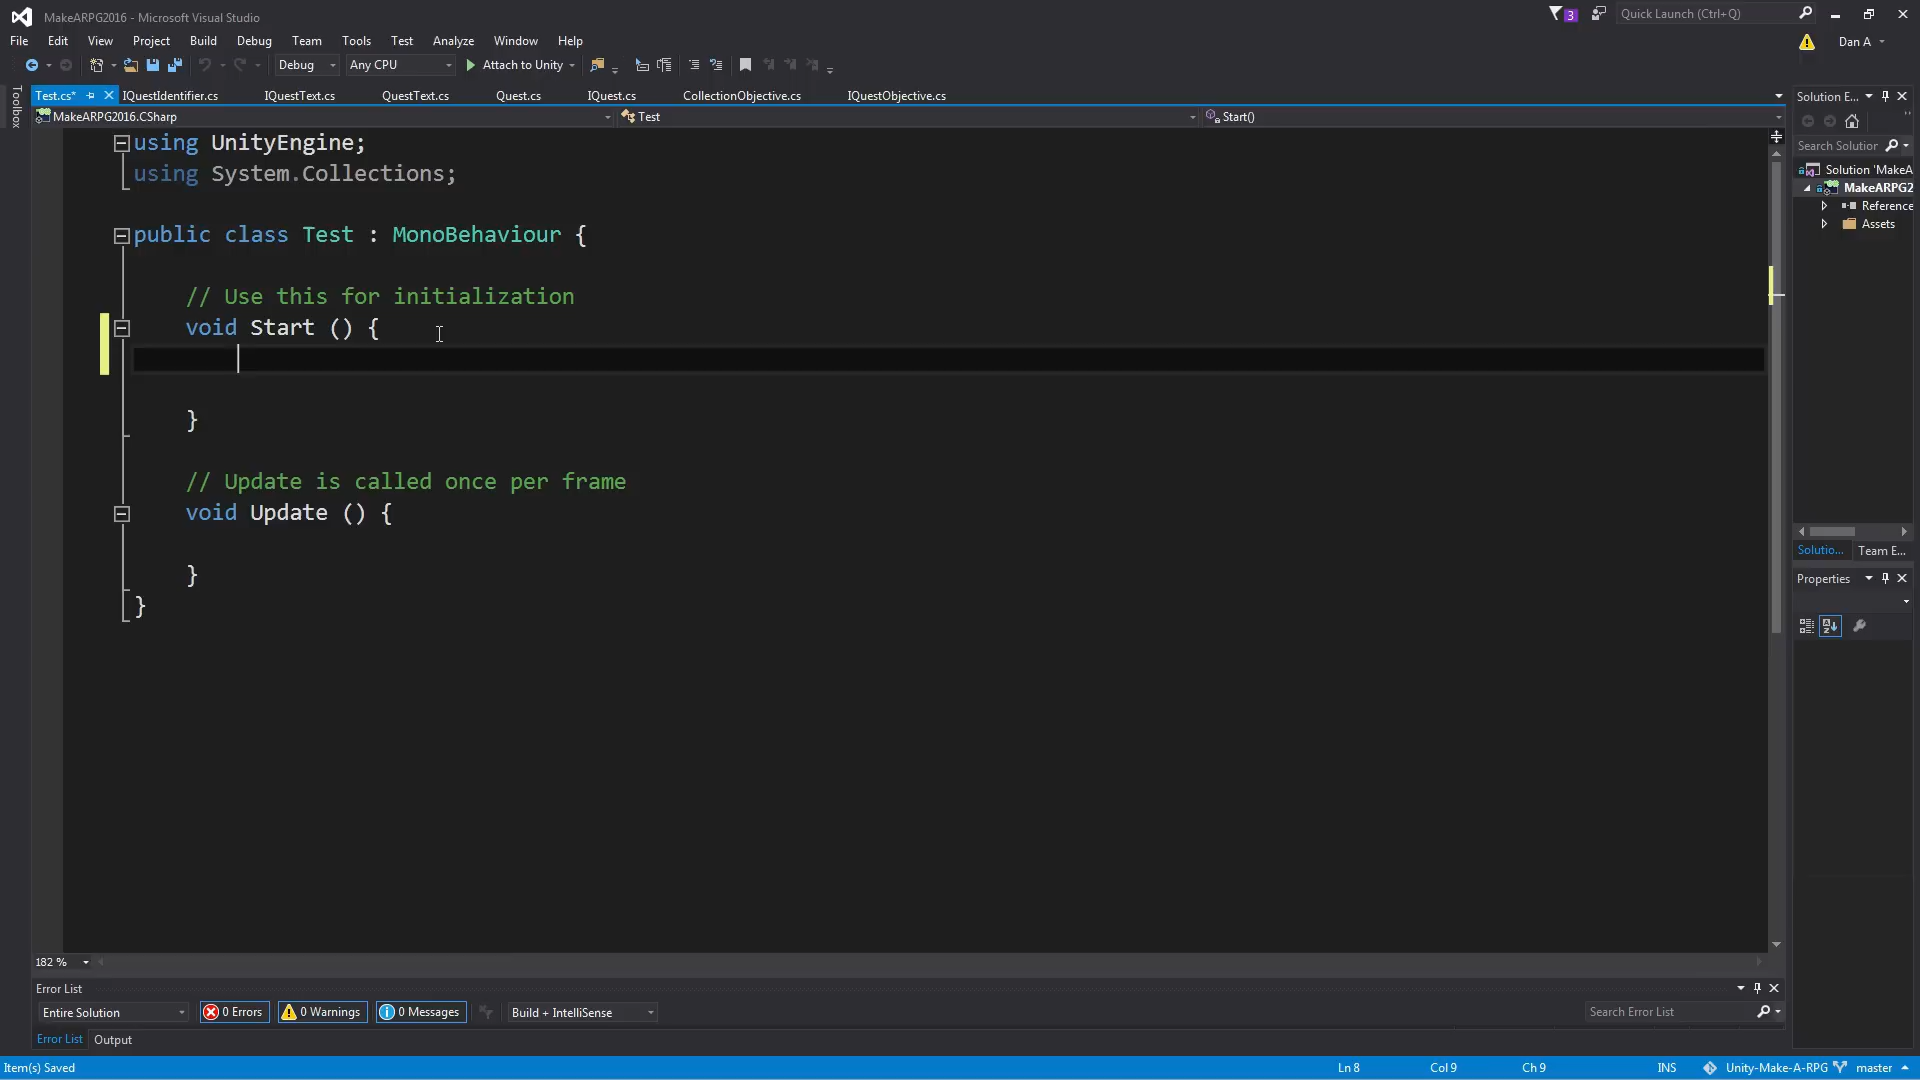 MakeARPG2016 - Microsoft Visual Studio
3
Quick Launch (Ctrl+Q)
File Edit View Project Build Debug Team Tools Test Analyze Window Help
Dan A
Debug Any CPU Attach to Unity
Toolbox
Test.cs* IQuestIdentifier.cs IQuestText.cs QuestText.cs Quest.cs IQuest.cs CollectionObjective.cs IQuestObjective.cs
MakeARPG2016.CSharp Test Start()
using UnityEngine;
using System.Collections;
public class Test : MonoBehaviour {
// Use this for initialization
void Start () {
}
// Update is called once per frame
void Update () {
}
}
182 %
Solution E...
Search Solution
Solution 'MakeA
MakeARPG2
Reference
Assets
Solutio... Team E...
Properties
Error List
Entire Solution 0 Errors 0 Warnings 0 Messages Build + IntelliSense Search Error List
Error List Output
Item(s) Saved Ln 8 Col 9 Ch 9 INS Unity-Make-A-RPG master